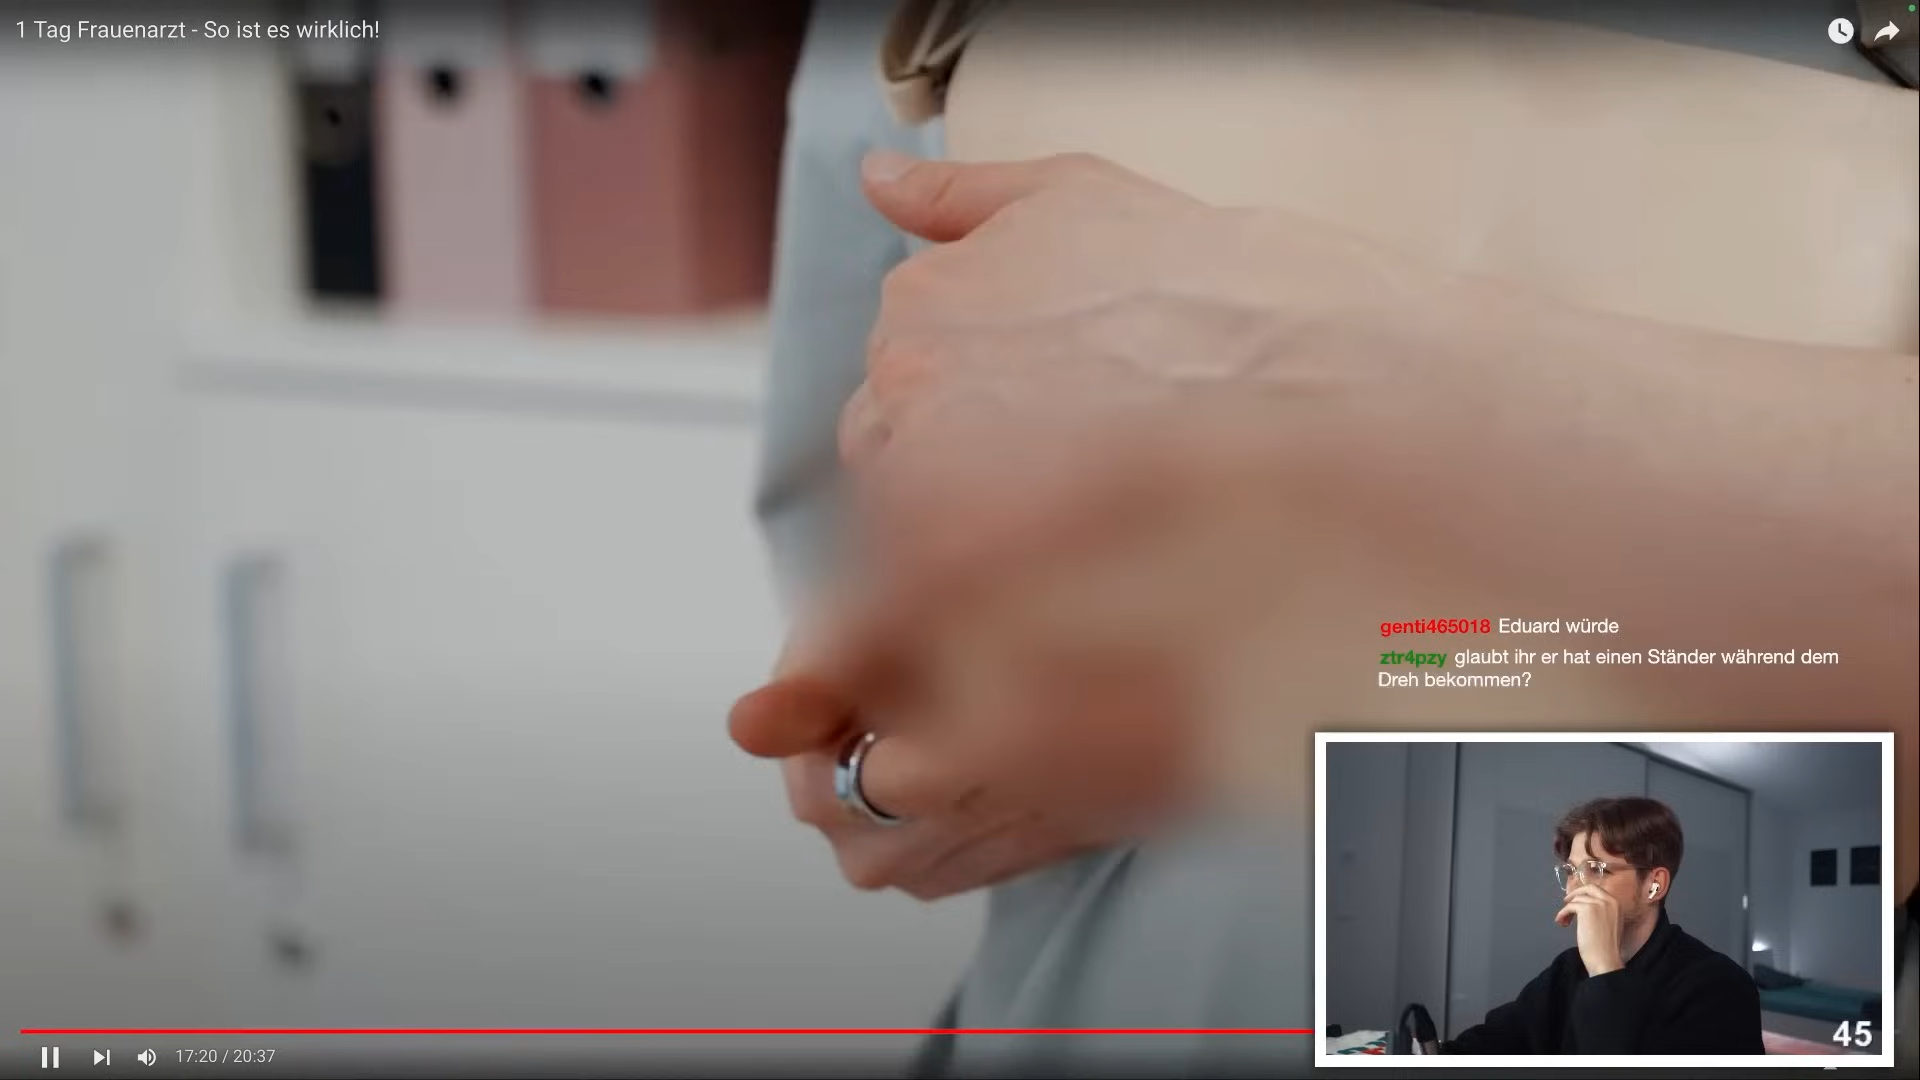 1 Tag Frauenarzt - So ist es wirklich!
genti465018 Eduard würde
ztr4pzy glaubt ihr er hat einen Ständer während dem
Dreh bekommen?
45
17:20 / 20:37